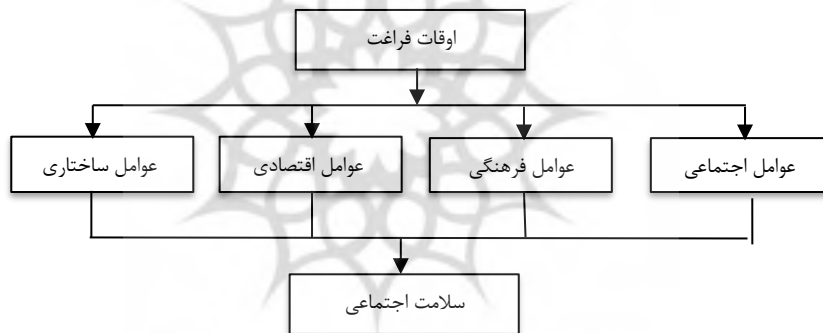 اوقات فراغت
عوامل اجتماعی
عوامل فرهنگی
عوامل اقتصادی
عوامل ساختاری
سلامت اجتماعی